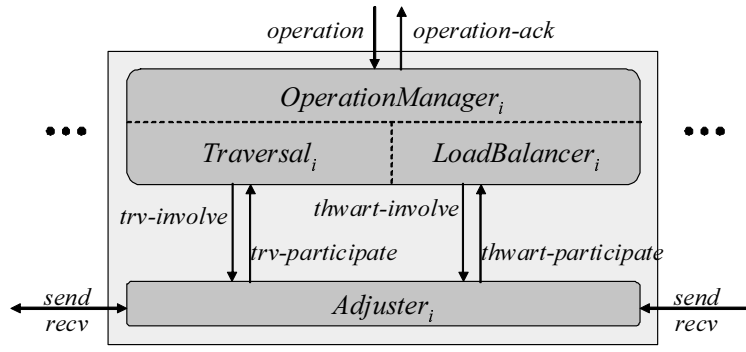 operation operation-ack
OperationManager_i
... ...
Traversal_i LoadBalancer_i
trv-involve thwart-involve
trv-participate thwart-participate
send Adjuster_i send
recv recv